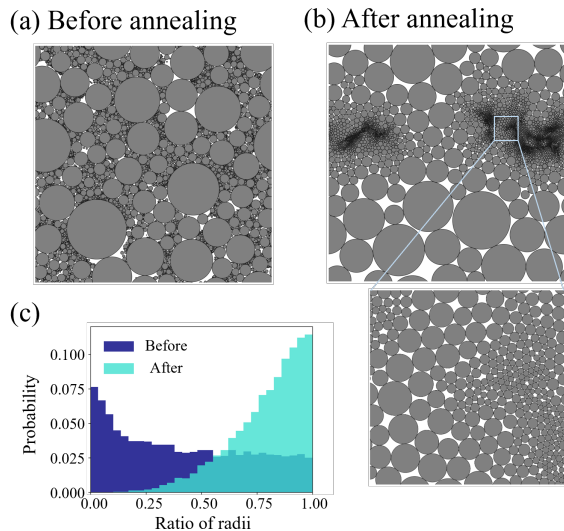 (a) Before annealing
(b) After annealing
(c)
Before
After
Probability
0.100
0.075
0.050
0.025
0.000
0.00 0.25 0.50 0.75 1.00
Ratio of radii